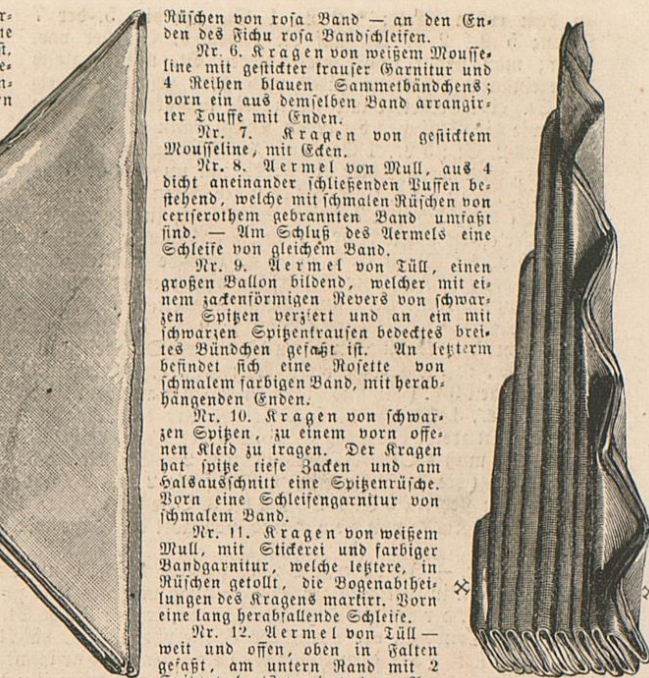 r-
te
st,
e-
n-
rn
Rüschen von rosa Band — an den En-
den des Fichu rosa Bandschleifen.
Nr. 6. Kragen von weißem Mousse-
line mit gestickter krauser Garnitur und
4 Reihen blauen Sammetbändchens;
vorn ein aus demselben Band arrangir-
ter Touffe mit Enden.
Nr. 7. Kragen von gesticktem
Mousseline, mit Ecken.
Nr. 8. Aermel von Mull, aus 4
dicht aneinander schließenden Puffen be-
stehend, welche mit schmalen Rüschen von
ceriserothem gebrannten Band umfaßt
sind. — Am Schluß des Aermels eine
Schleife von gleichem Band.
Nr. 9. Aermel von Tüll, einen
großen Ballon bildend, welcher mit ei-
nem zackenförmigen Revers von schwar-
zen Spitzen verziert und an ein mit
schwarzen Spitzenkrausen bedecktes brei-
tes Bündchen gefaßt ist. An letzterm
befindet sich eine Rosette von
schmalem farbigen Band, mit herab-
hängenden Enden.
Nr. 10. Kragen von schwar-
zen Spitzen, zu einem vorn offe-
nen Kleid zu tragen. Der Kragen
hat spitze tiefe Zacken und am
Halsausschnitt eine Spitzenrüsche.
Vorn eine Schleifengarnitur von
schmalem Band.
Nr. 11. Kragen von weißem
Mull, mit Stickerei und farbiger
Bandgarnitur, welche letztere, in
Rüschen getollt, die Bogenabthei-
lungen des Kragens markirt. Vorn
eine lang herabfallende Schleife.
Nr. 12. Aermel von Tüll —
weit und offen, oben in Falten
gefaßt, am untern Rand mit 2